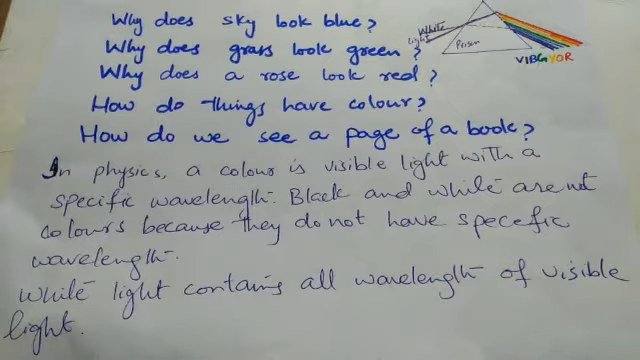 Why does sky look blue?
White
light
Prism
VIBGYOR
Why does grass look green?
Why does a rose look red?
How do things have colour?
How do we see a page of a book?
In physics, a colour is visible light with a
specific wavelength. Black and white are not
colours because they do not have specefic
wavelength.
White light contains all wavelength of visible
light.